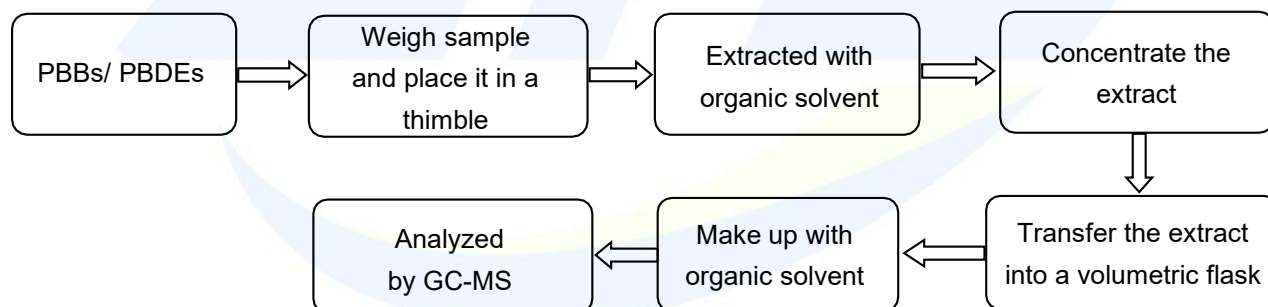 PBBs/ PBDEs
Weigh sample
and place it in a
thimble
Extracted with
organic solvent
Concentrate the
extract
Transfer the extract
into a volumetric flask
Make up with
organic solvent
Analyzed
by GC-MS